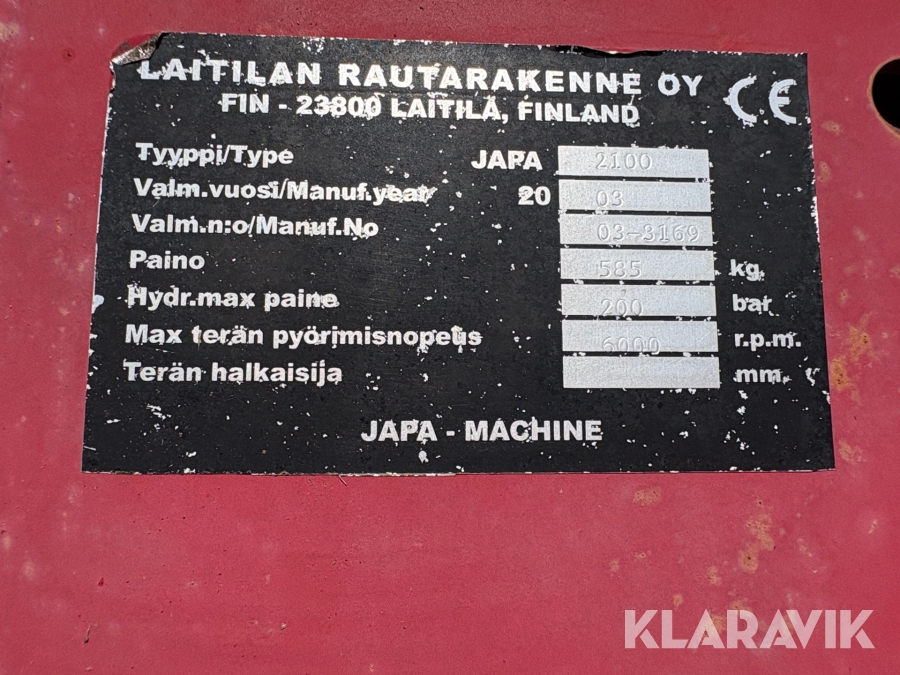 LAITILAN RAUTARAKENNE OY CE
FIN - 23800 LAITILA, FINLAND
Tyyppi/Type JAPA 2100
Valm.vuosi/Manuf.year 20 03
Valm.n:o/Manuf.No 03-3169
Paino 585 kg
Hydr.max paine 200 bar
Max terän pyörimisnopeus 6000 r.p.m.
Terän halkaisija mm.
JAPA - MACHINE
KLARAVIK